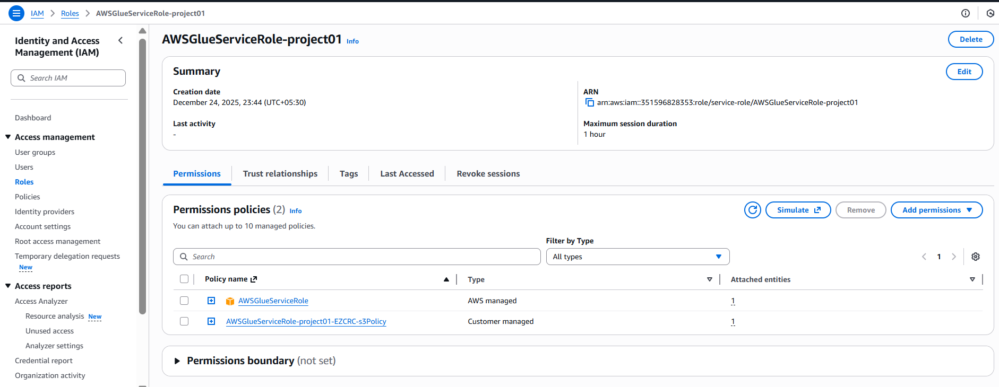 IAM > Roles > AWSGlueServiceRole-project01
Identity and Access
Management (IAM)
Search IAM
Dashboard
Access management
User groups
Users
Roles
Policies
Identity providers
Account settings
Root access management
Temporary delegation requests
New
Access reports
Access Analyzer
Resource analysis New
Unused access
Analyzer settings
Credential report
Organization activity
AWSGlueServiceRole-project01 Info
Delete
Summary
Edit
Creation date
December 24, 2025, 23:44 (UTC+05:30)
ARN
arn:aws:iam::351596828353:role/service-role/AWSGlueServiceRole-project01
Last activity
-
Maximum session duration
1 hour
Permissions Trust relationships Tags Last Accessed Revoke sessions
Permissions policies (2) Info
Simulate Remove Add permissions
You can attach up to 10 managed policies.
Filter by Type
Search All types 1
Policy name Type Attached entities
AWSGlueServiceRole AWS managed 1
AWSGlueServiceRole-project01-EZCRC-s3Policy Customer managed 1
Permissions boundary (not set)